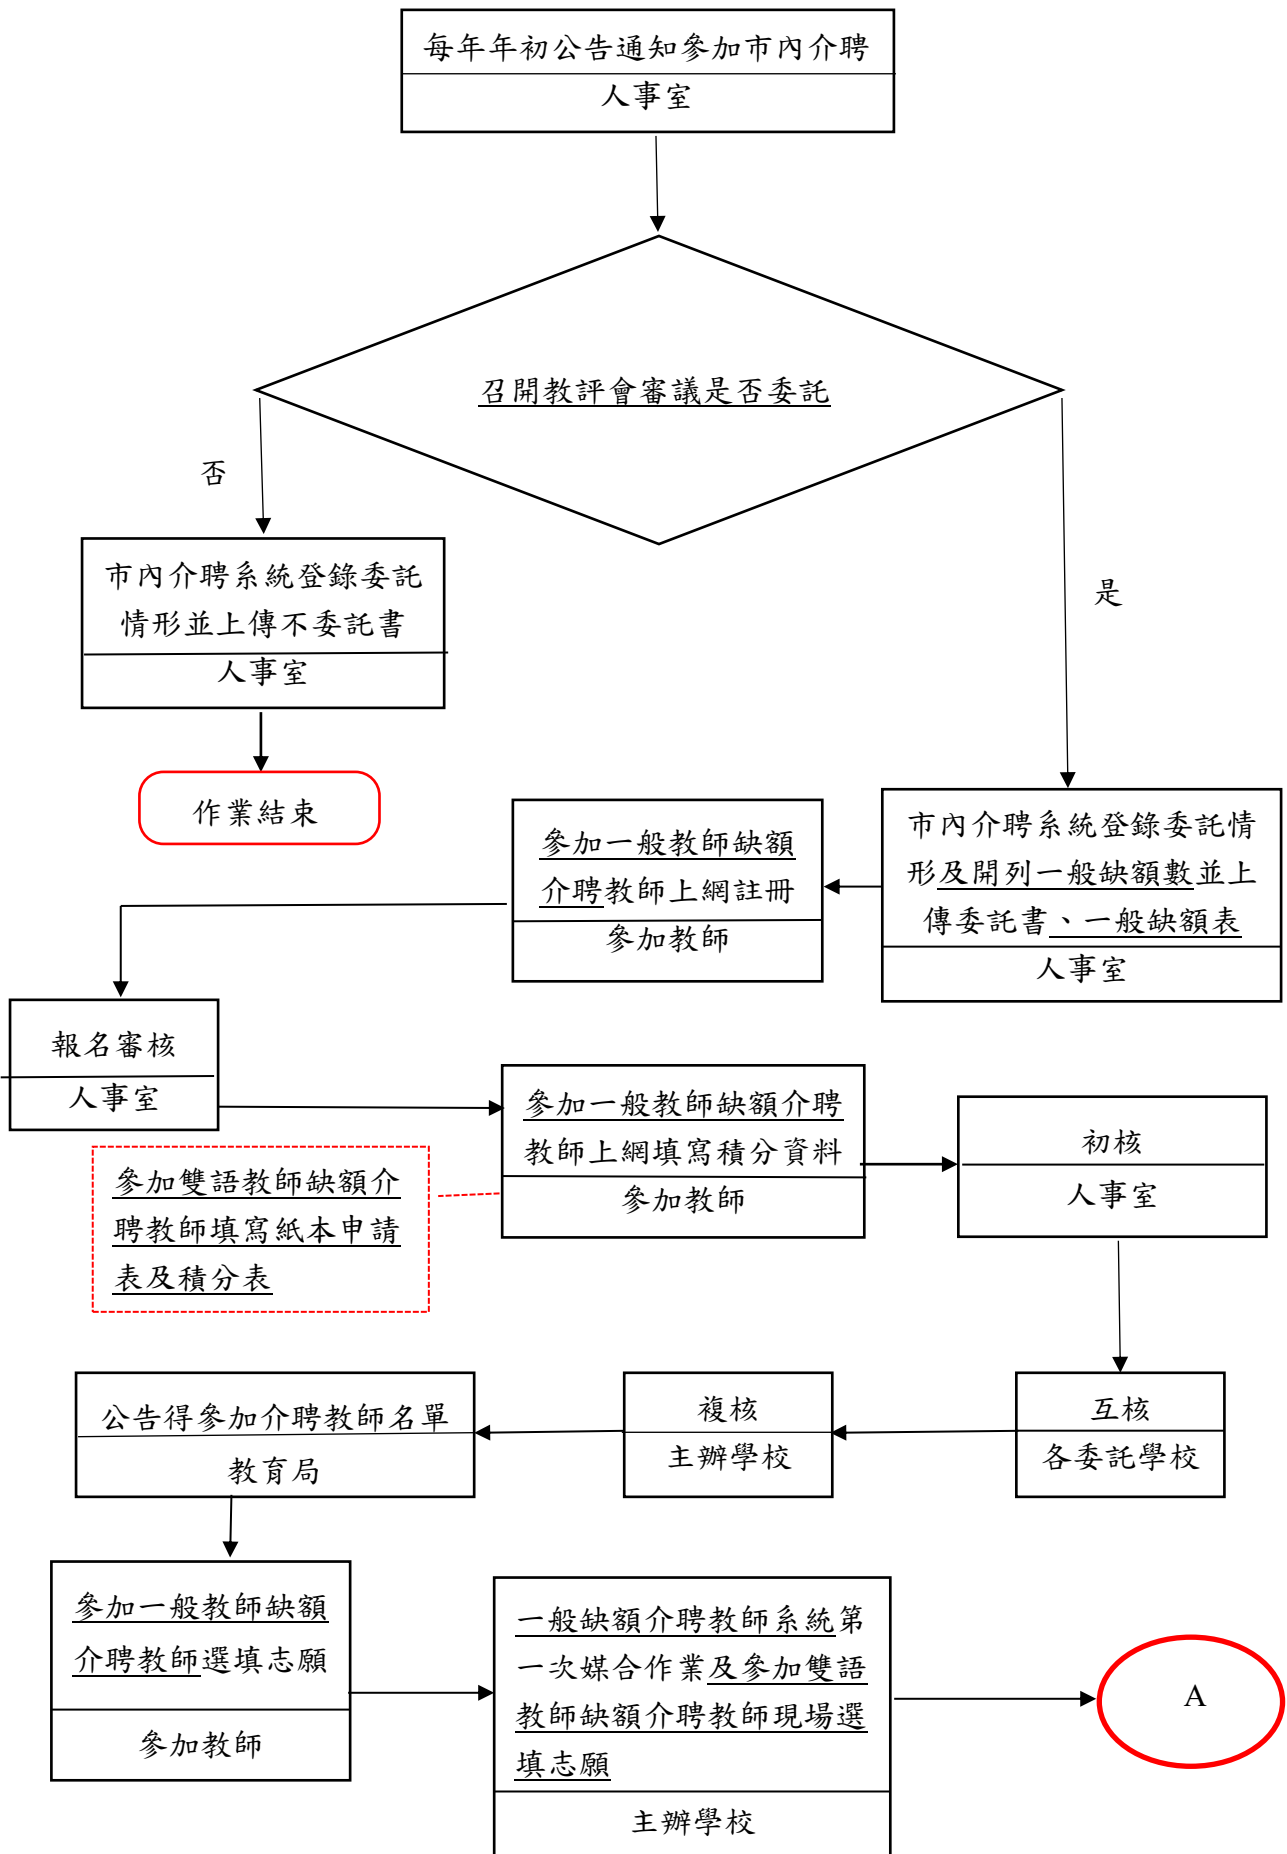 每年年初公告通知參加市內介聘
人事室
召開教評會審議是否委託
否
是
市內介聘系統登錄委託
情形並上傳不委託書
人事室
作業結束
市內介聘系統登錄委託情
形及開列一般缺額數並上
傳委託書、一般缺額表
人事室
參加一般教師缺額
介聘教師上網註冊
參加教師
報名審核
人事室
參加一般教師缺額介聘
教師上網填寫積分資料
參加教師
參加雙語教師缺額介
聘教師填寫紙本申請
表及積分表
初核
人事室
互核
各委託學校
複核
主辦學校
公告得參加介聘教師名單
教育局
參加一般教師缺額
介聘教師選填志願
參加教師
一般缺額介聘教師系統第
一次媒合作業及參加雙語
教師缺額介聘教師現場選
填志願
主辦學校
A